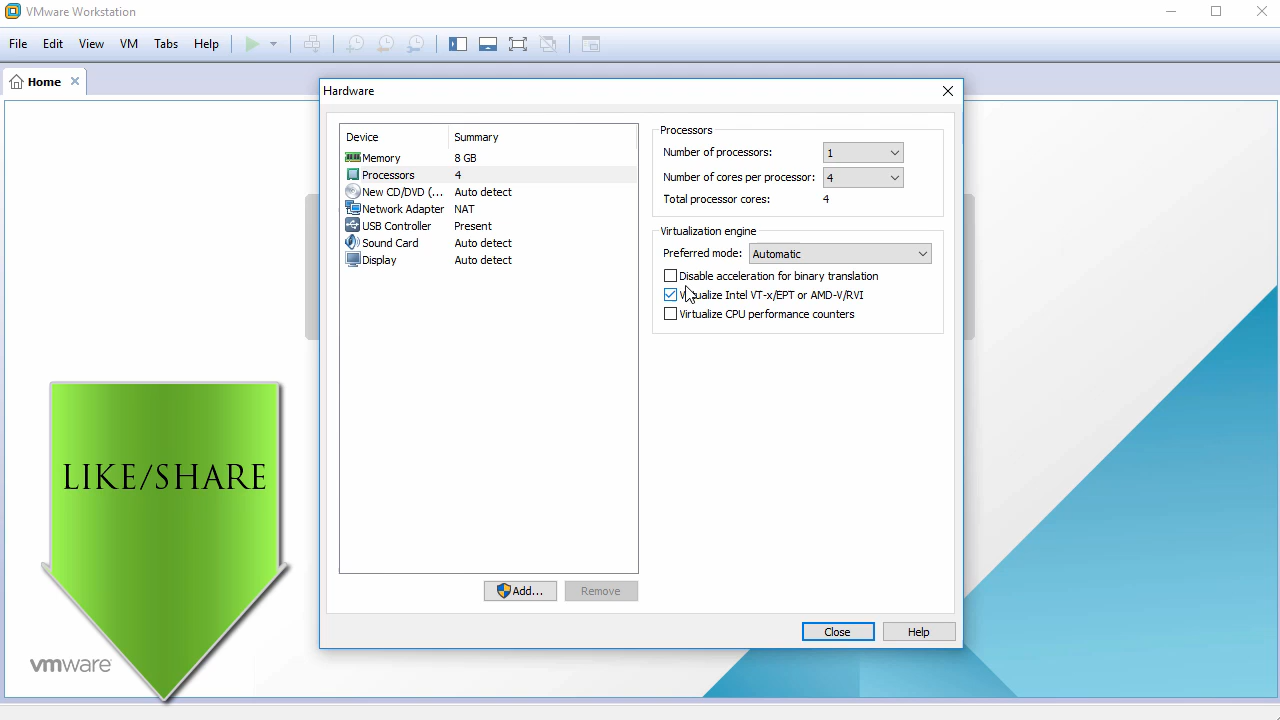 VMware Workstation
File Edit View VM Tabs Help
Home
Hardware
Device Summary
Memory 8 GB
Processors 4
New CD/DVD (... Auto detect
Network Adapter NAT
USB Controller Present
Sound Card Auto detect
Display Auto detect
Add...
Remove
Processors
Number of processors: 1
Number of cores per processor: 4
Total processor cores: 4
Virtualization engine
Preferred mode: Automatic
Disable acceleration for binary translation
Virtualize Intel VT-x/EPT or AMD-V/RVI
Virtualize CPU performance counters
Close
Help
LIKE/SHARE
vmware